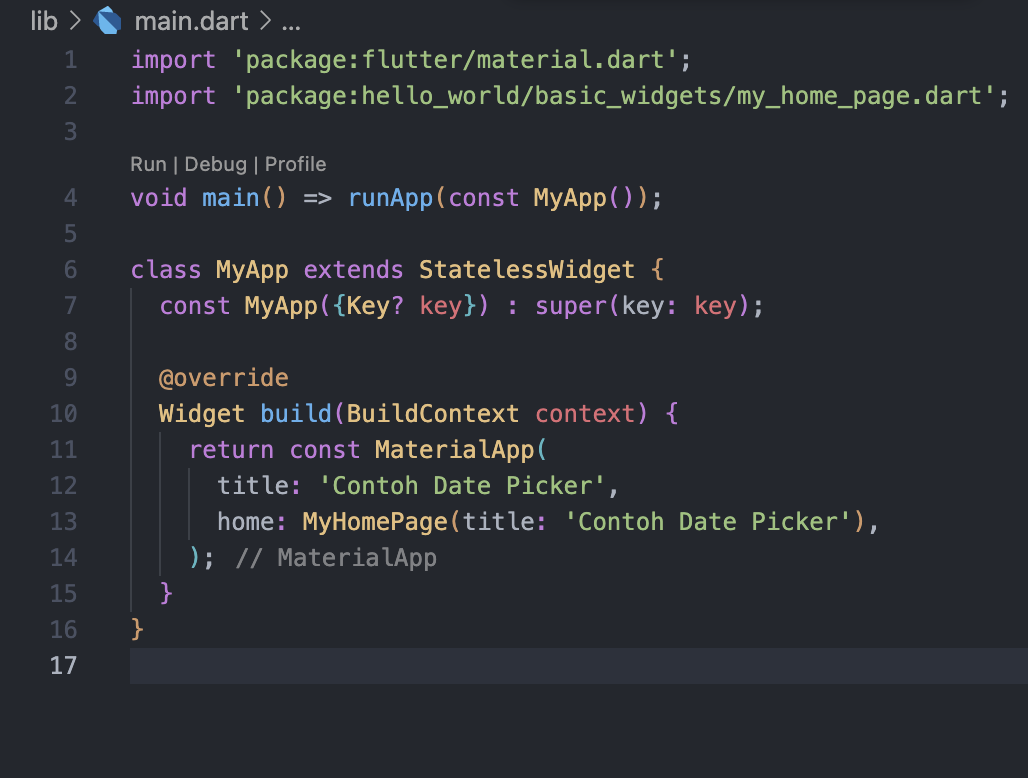 lib > main.dart > ...
1 import 'package:flutter/material.dart';
2 import 'package:hello_world/basic_widgets/my_home_page.dart';
3
Run | Debug | Profile
4 void main() => runApp(const MyApp());
5
6 class MyApp extends StatelessWidget {
7   const MyApp({Key? key}) : super(key: key);
8
9   @override
10   Widget build(BuildContext context) {
11     return const MaterialApp(
12       title: 'Contoh Date Picker',
13       home: MyHomePage(title: 'Contoh Date Picker'),
14     ); // MaterialApp
15   }
16 }
17